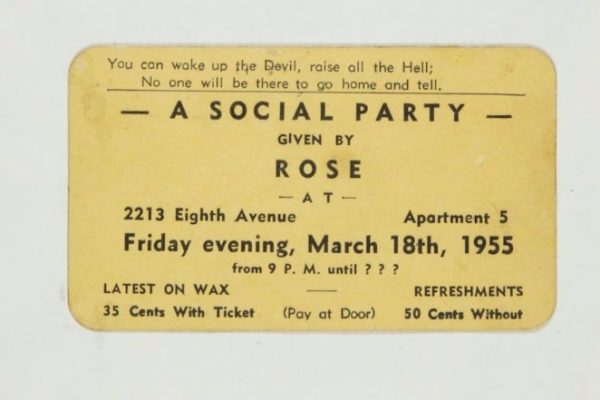 You can wake up the Devil, raise all the Hell;
No one will be there to go home and tell.
— A SOCIAL PARTY —
GIVEN BY
ROSE
— AT —
2213 Eighth Avenue Apartment 5
Friday evening, March 18th, 1955
from 9 P. M. until ? ? ?
LATEST ON WAX — REFRESHMENTS
35 Cents With Ticket (Pay at Door) 50 Cents Without